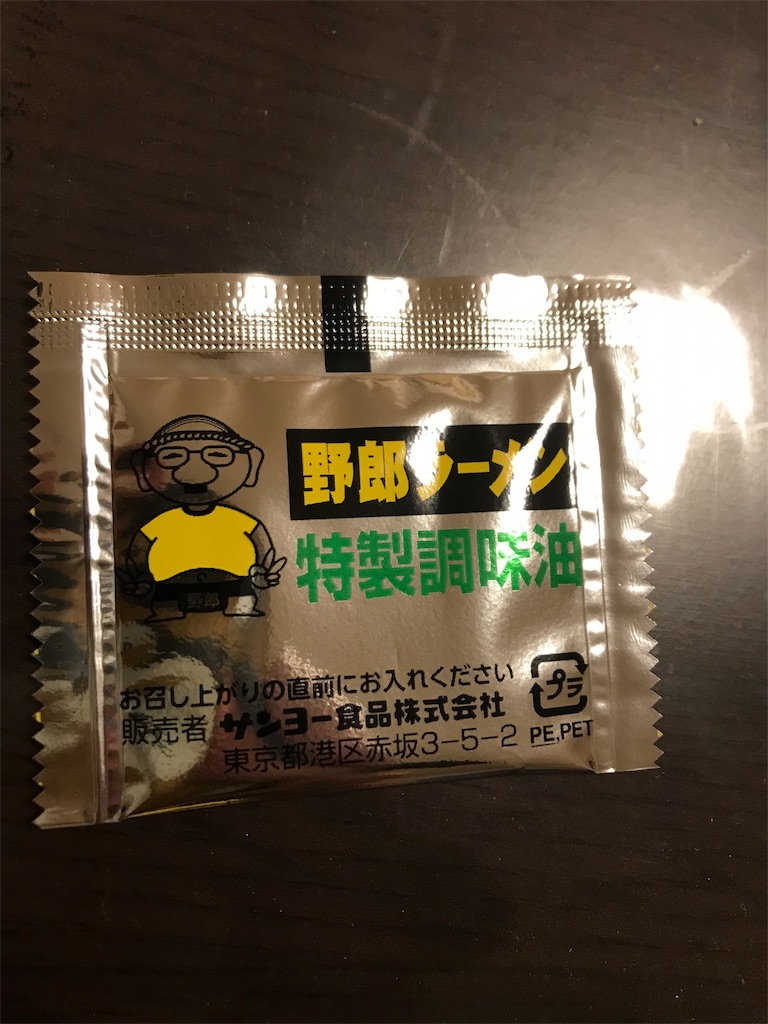 野郎ラーメン
特製調味油
野郎
お召し上がりの直前にお入れください
販売者 サンヨー食品株式会社
東京都港区赤坂3-5-2
プラ
PE,PET